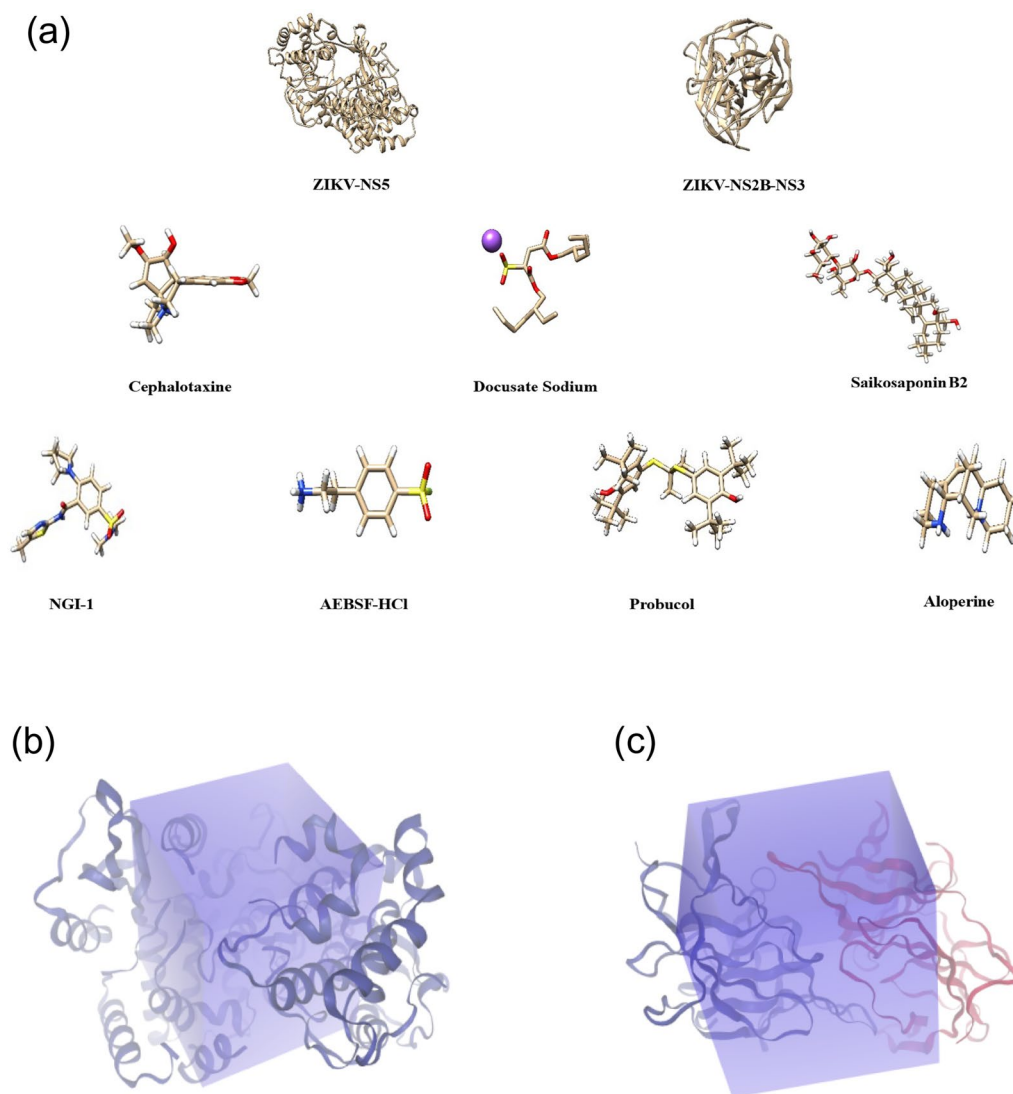 (a)
ZIKV-NS5
ZIKV-NS2B-NS3
Cephalotaxine
Docusate Sodium
Saikosaponin B2
NGI-1
AEBSF-HCl
Probucol
Aloperine
(b)
(c)